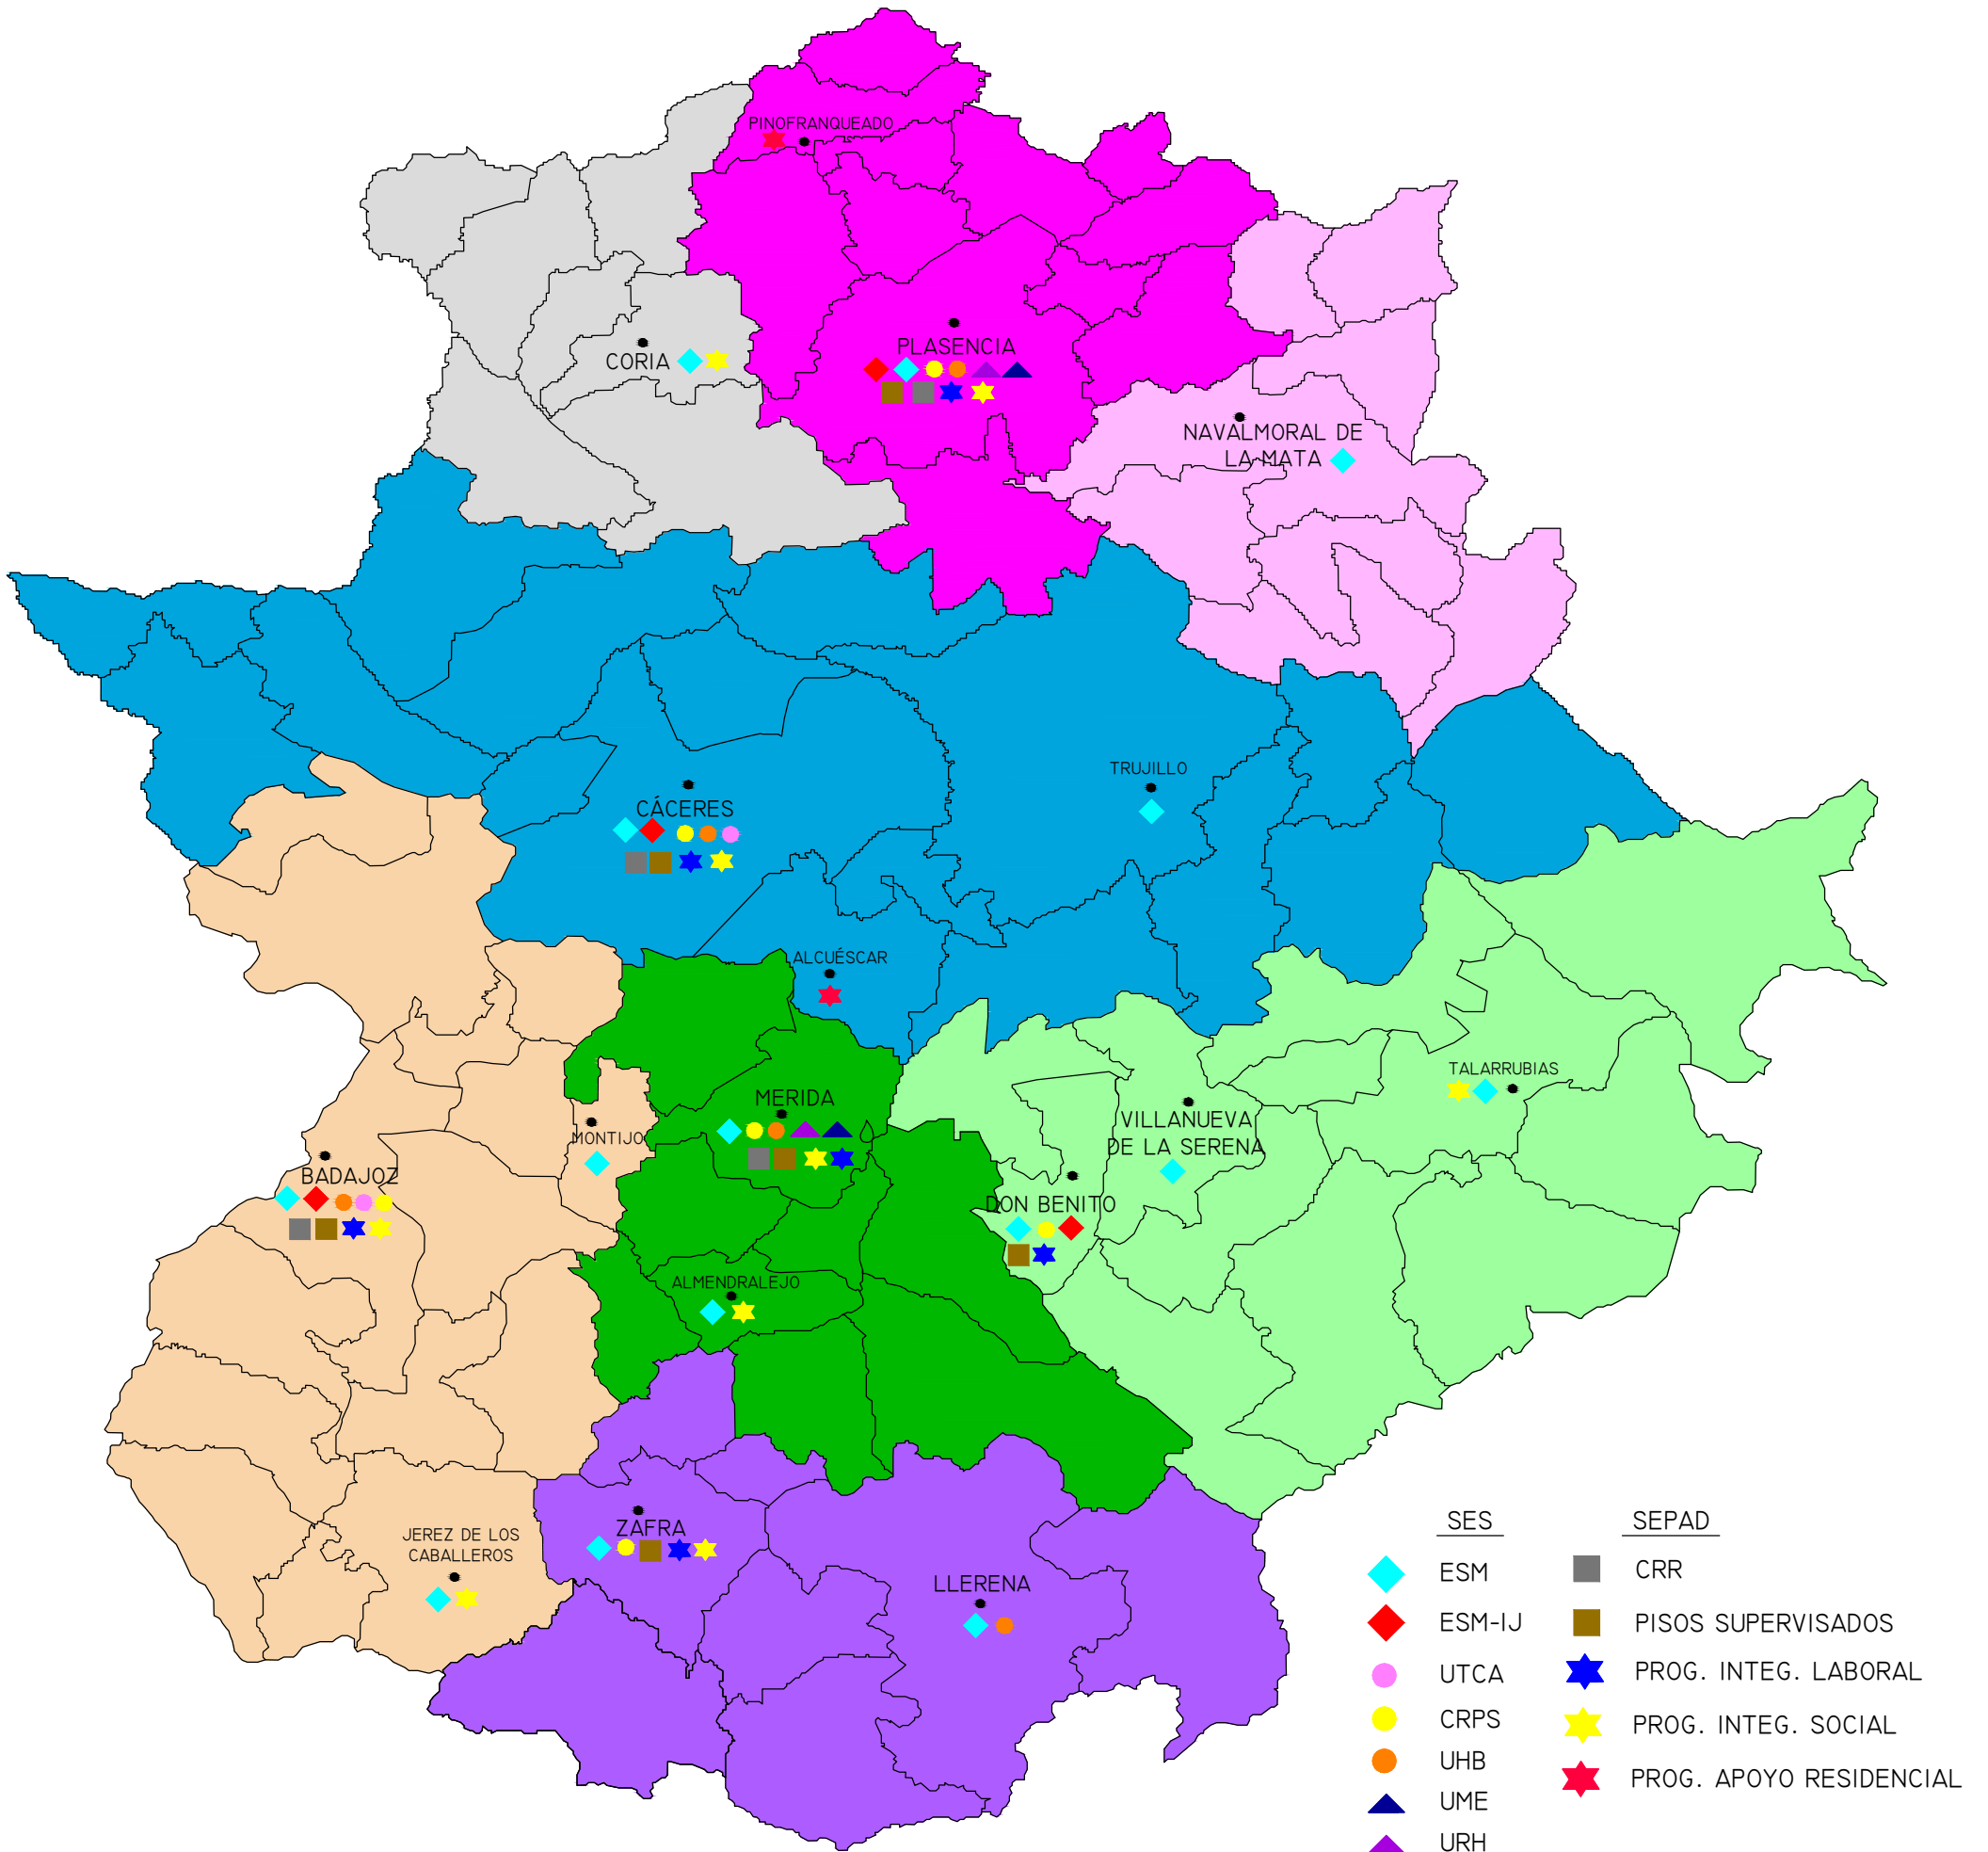 PINOFRANQUEADO
PLASENCIA
CORIA
NAVALMORAL DE
LA MATA
TRUJILLO
CÁCERES
ALCUÉSCAR
TALARRUBIAS
MERIDA
VILLANUEVA
DE LA SERENA
MONTIJO
BADAJOZ
DON BENITO
ALMENDRALEJO
JEREZ DE LOS
CABALLEROS
ZAFRA
LLERENA
SES
ESM
ESM-IJ
UTCA
CRPS
UHB
UME
URH
SEPAD
CRR
PISOS SUPERVISADOS
PROG. INTEG. LABORAL
PROG. INTEG. SOCIAL
PROG. APOYO RESIDENCIAL